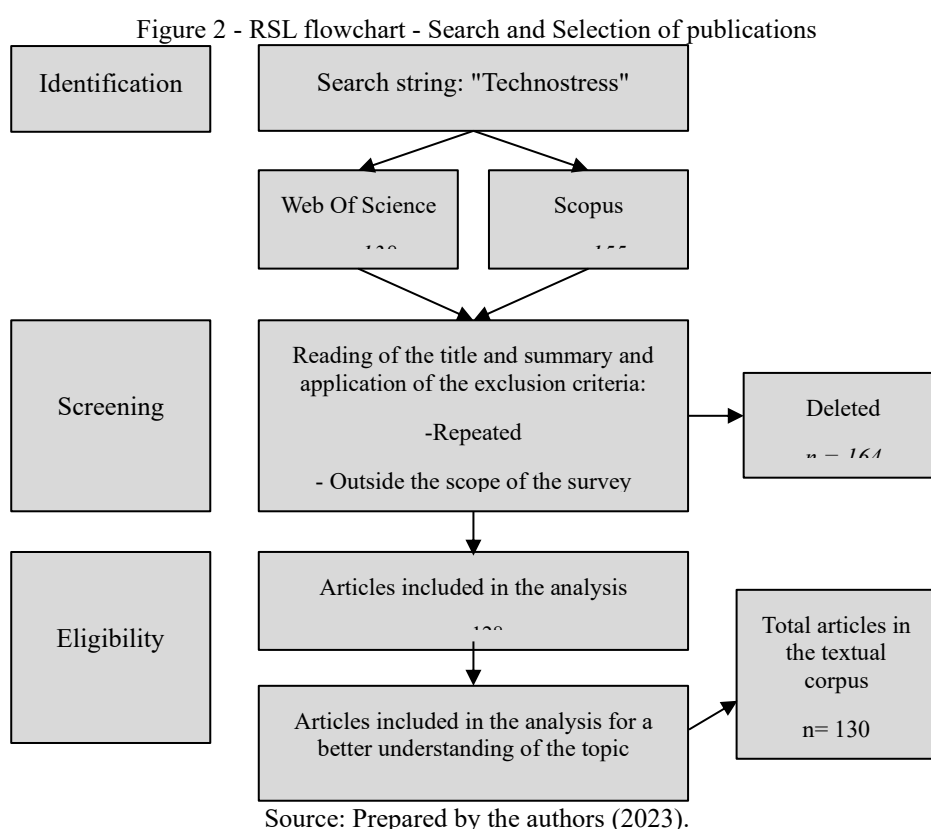 Figure 2 - RSL flowchart - Search and Selection of publications
Identification
Search string: "Technostress"
Web Of Science
Scopus
Screening
Reading of the title and summary and
application of the exclusion criteria:
-Repeated
- Outside the scope of the survey
Deleted
n = 164
Eligibility
Articles included in the analysis
Articles included in the analysis for a
better understanding of the topic
Total articles in
the textual
corpus
n= 130
Source: Prepared by the authors (2023).